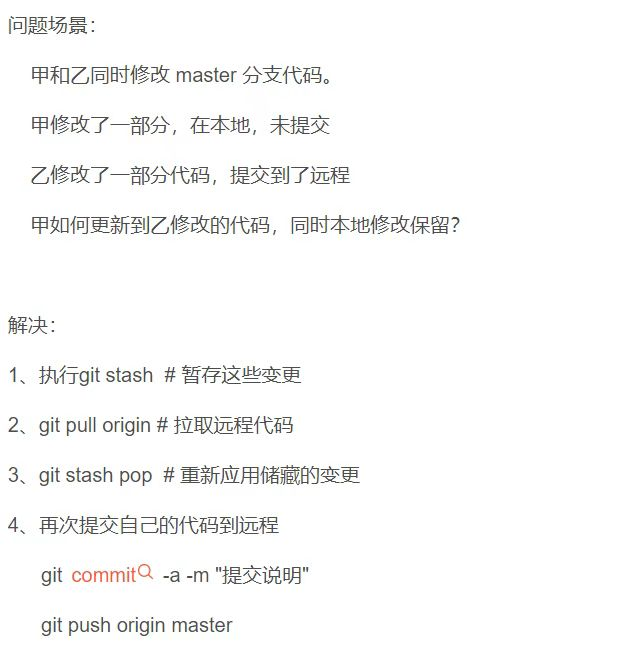 问题场景：
甲和乙同时修改 master 分支代码。
甲修改了一部分，在本地，未提交
乙修改了一部分代码，提交到了远程
甲如何更新到乙修改的代码，同时本地修改保留？
解决：
1、执行git stash  # 暂存这些变更
2、git pull origin # 拉取远程代码
3、git stash pop  # 重新应用储藏的变更
4、再次提交自己的代码到远程
git commit -a -m "提交说明"
git push origin master